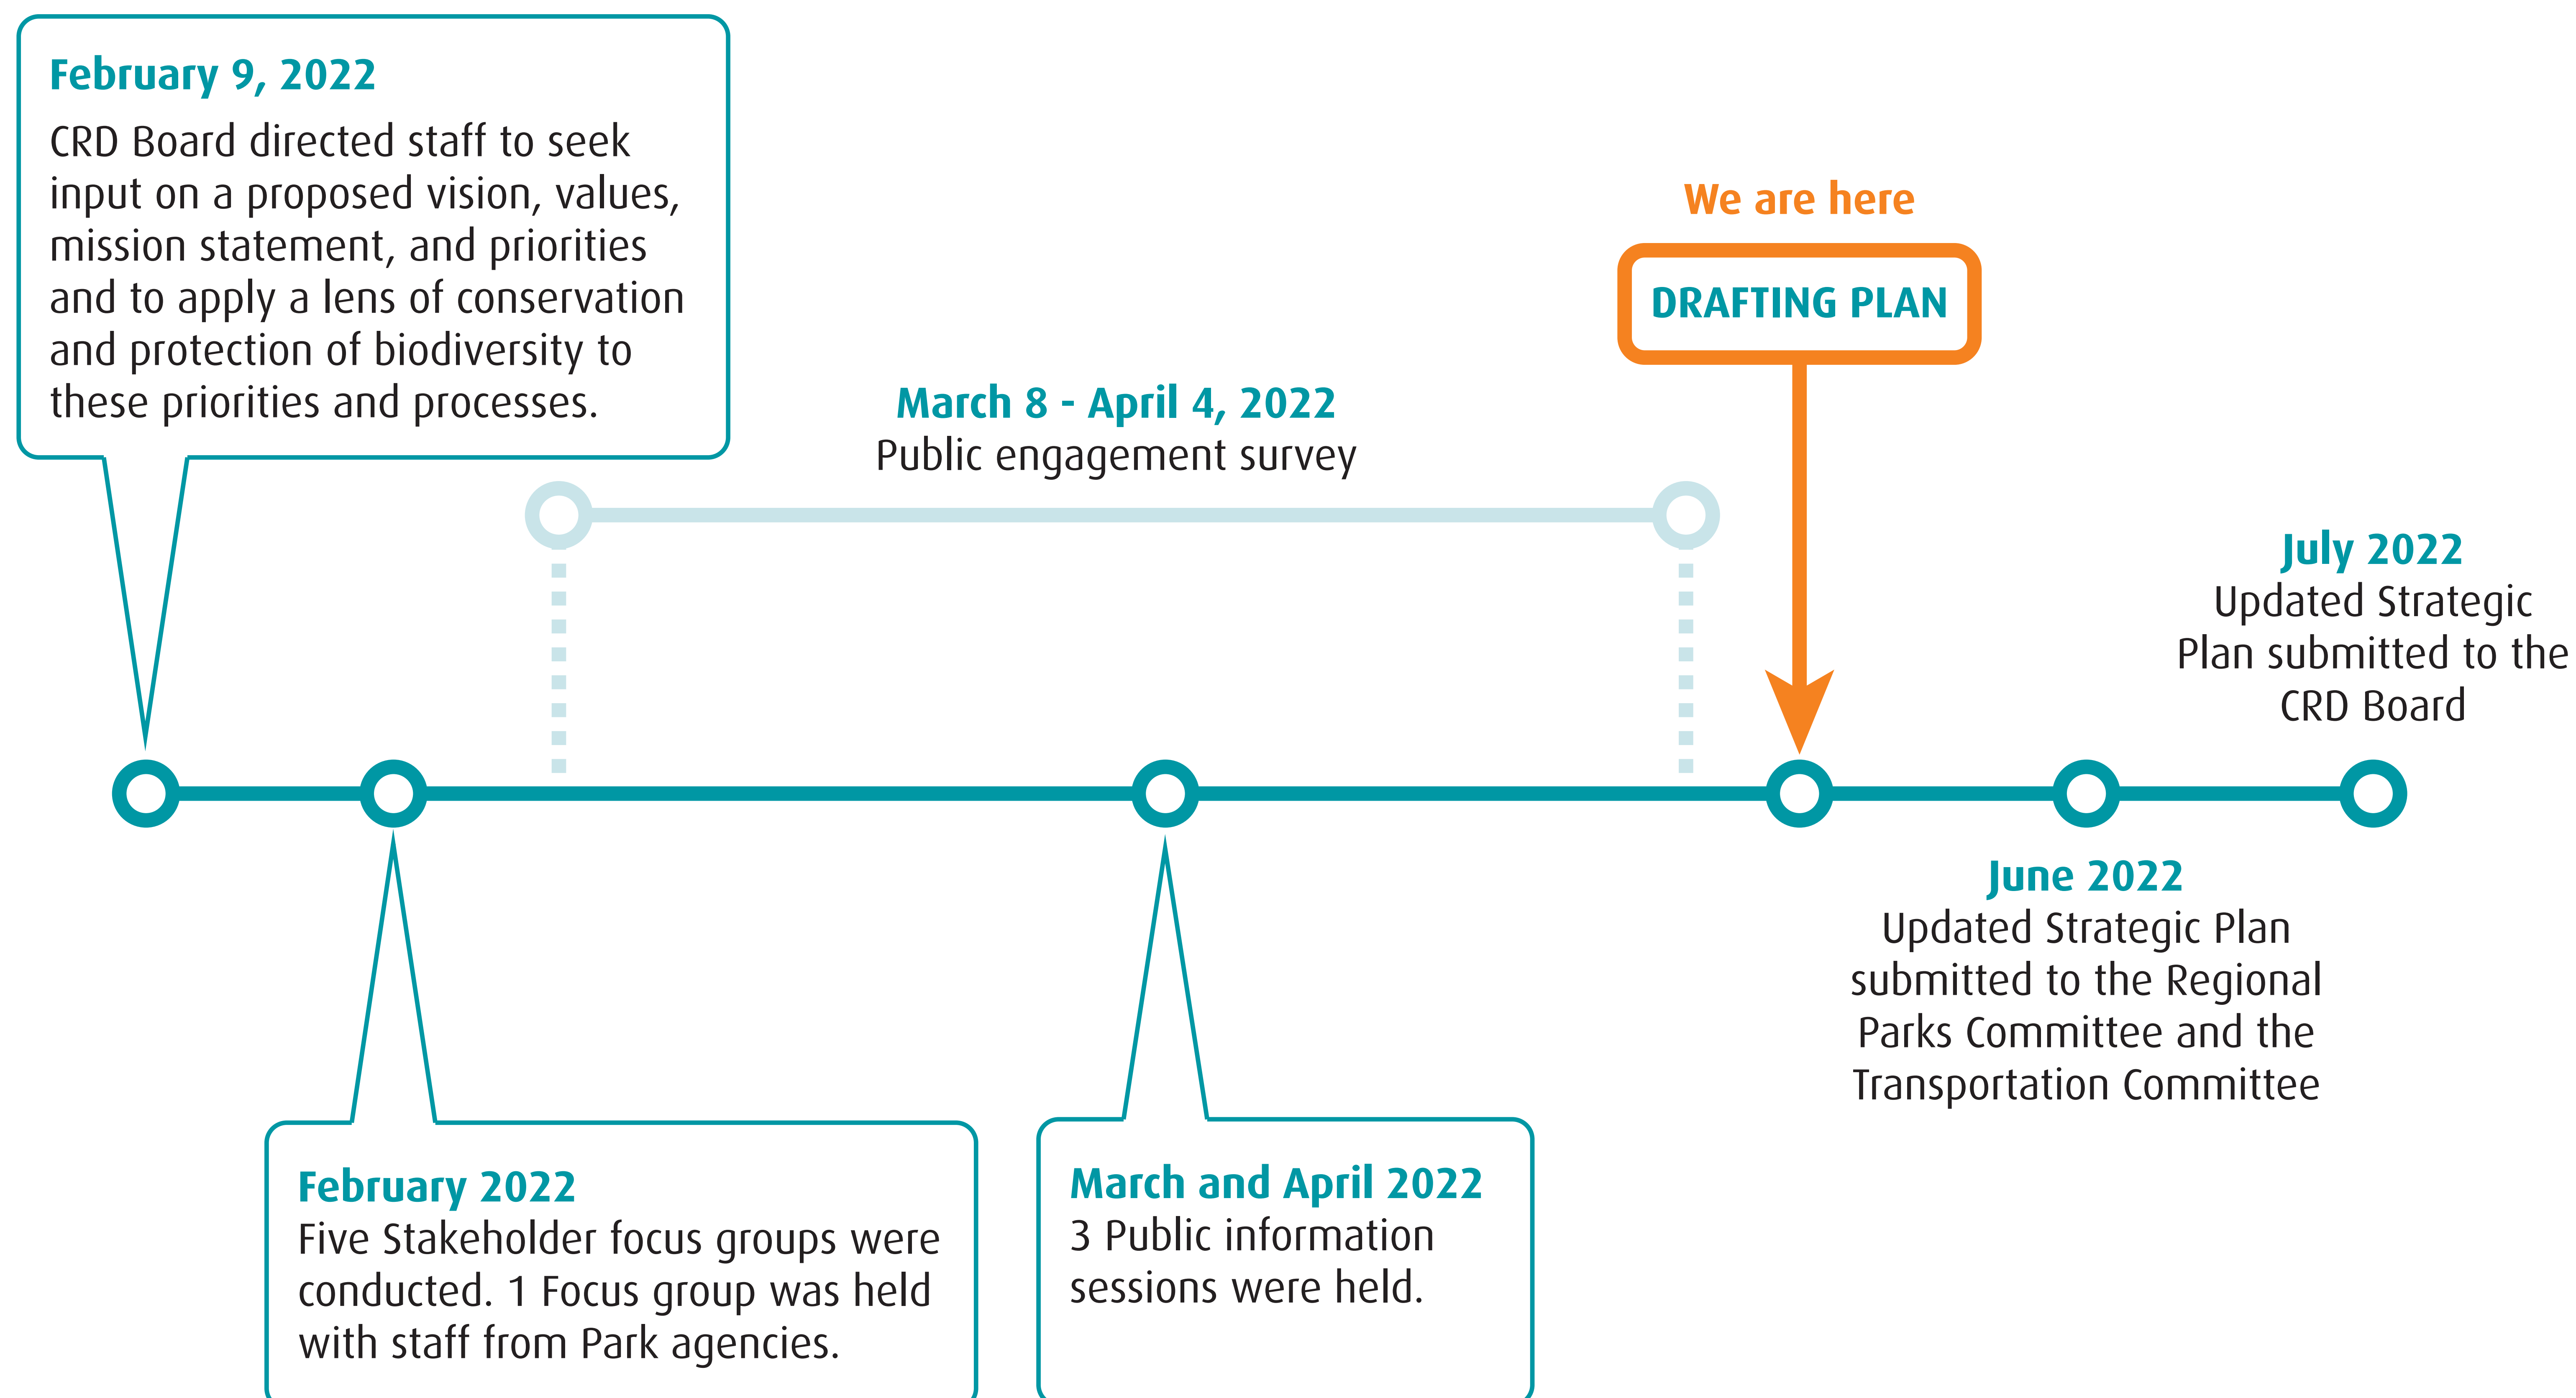 February 9, 2022
CRD Board directed staff to seek
input on a proposed vision, values,
mission statement, and priorities
and to apply a lens of conservation
and protection of biodiversity to
these priorities and processes.
March 8 - April 4, 2022
Public engagement survey
We are here
DRAFTING PLAN
July 2022
Updated Strategic
Plan submitted to the
CRD Board
February 2022
Five Stakeholder focus groups were
conducted. 1 Focus group was held
with staff from Park agencies.
March and April 2022
3 Public information
sessions were held.
June 2022
Updated Strategic Plan
submitted to the Regional
Parks Committee and the
Transportation Committee